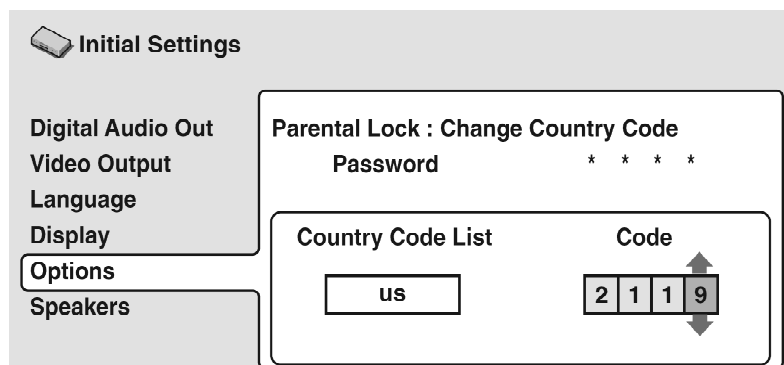 Initial Settings
Digital Audio Out
Video Output
Language
Display
Options
Speakers
Parental Lock : Change Country Code
Password * * * *
Country Code List Code
us 2 1 1 9